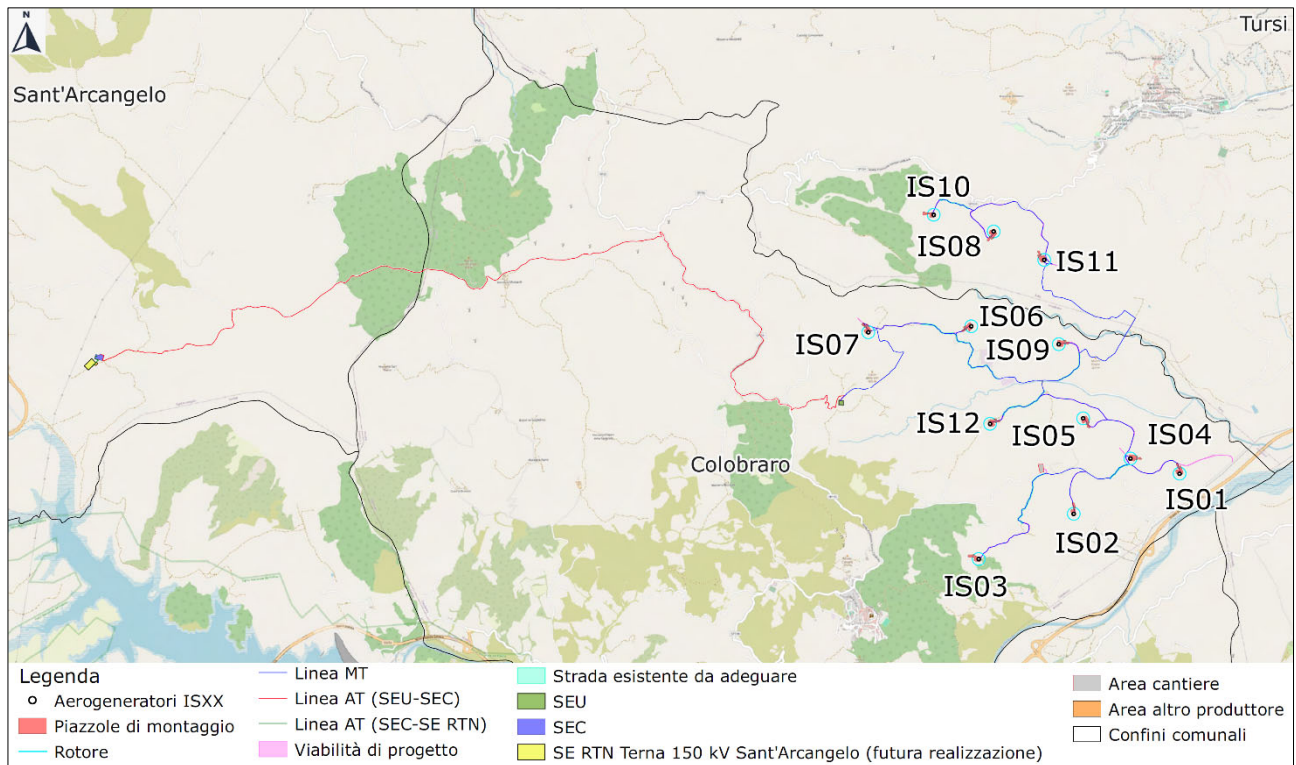 N
Tursi
Sant'Arcangelo
IS10
IS08
IS11
IS06
IS07
IS09
IS12
IS05
IS04
Colobraro
IS01
IS02
IS03
Legenda
Aerogeneratori ISXX
Piazzole di montaggio
Rotore
Linea MT
Linea AT (SEU-SEC)
Linea AT (SEC-SE RTN)
Viabilità di progetto
Strada esistente da adeguare
SEU
SEC
SE RTN Terna 150 kV Sant'Arcangelo (futura realizzazione)
Area cantiere
Area altro produttore
Confini comunali